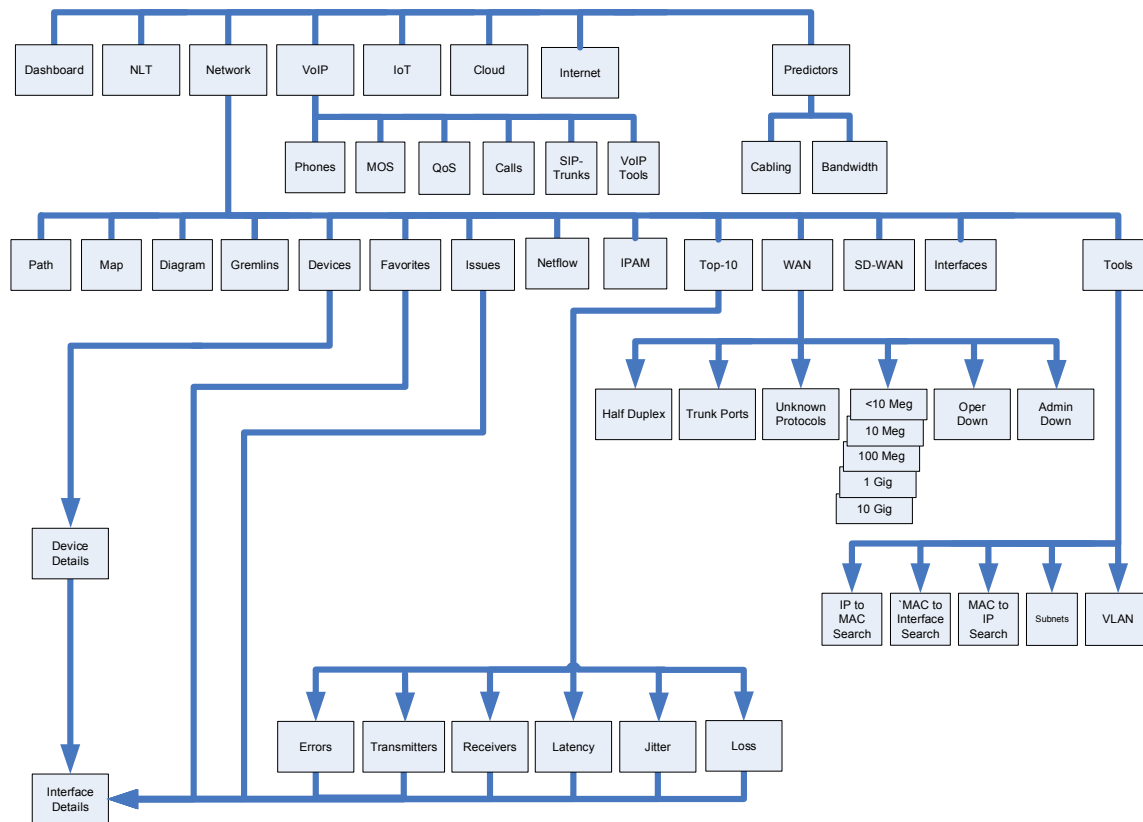 Dashboard
NLT
Network
VoIP
IoT
Cloud
Internet
Predictors
Phones
MOS
QoS
Calls
SIP-
Trunks
VoIP
Tools
Cabling
Bandwidth
Path
Map
Diagram
Gremlins
Devices
Favorites
Issues
Netflow
IPAM
Top-10
WAN
SD-WAN
Interfaces
Tools
Half Duplex
Trunk Ports
Unknown
Protocols
<10 Meg
10 Meg
100 Meg
1 Gig
10 Gig
Oper
Down
Admin
Down
Device
Details
IP to
MAC
Search
`MAC to
Interface
Search
MAC to
IP
Search
Subnets
VLAN
Errors
Transmitters
Receivers
Latency
Jitter
Loss
Interface
Details